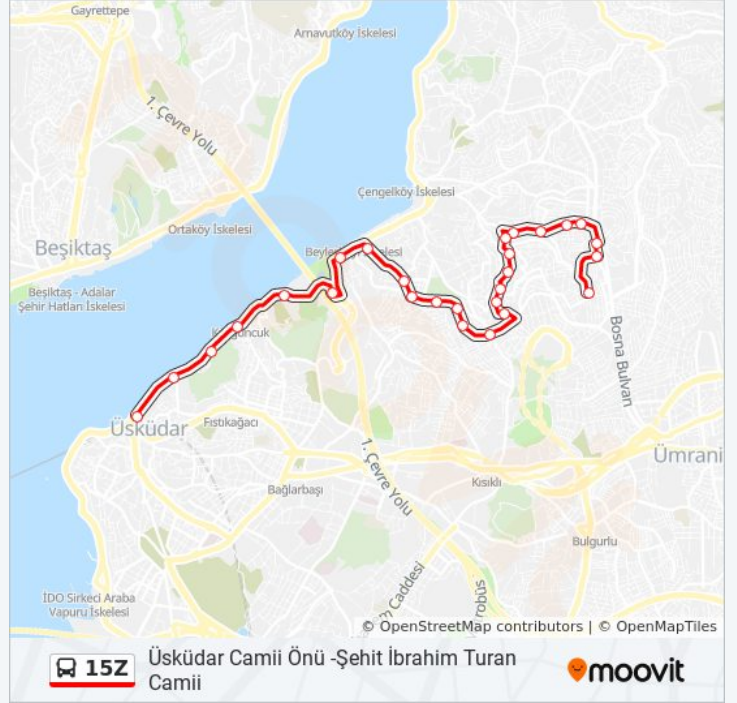 Gayrettepe
Arnavutköy İskelesi
1. Çevre Yolu
Çengelköy İskelesi
Ortaköy İskelesi
Beşiktaş
Beşiktaş - Adalar
Şehir Hatları İskelesi
Bosna Bulvarı
Üsküdar
Fıstıkağacı
1. Çevre Yolu
Ümrani
Kısıklı
Bağlarbaşı
Bulgurlu
İDO Sirkeci Araba
Vapuru İskelesi
m Caddesi
© OpenStreetMap contributors | © OpenMapTiles
15Z
Üsküdar Camii Önü -Şehit İbrahim Turan
Camii
moovit